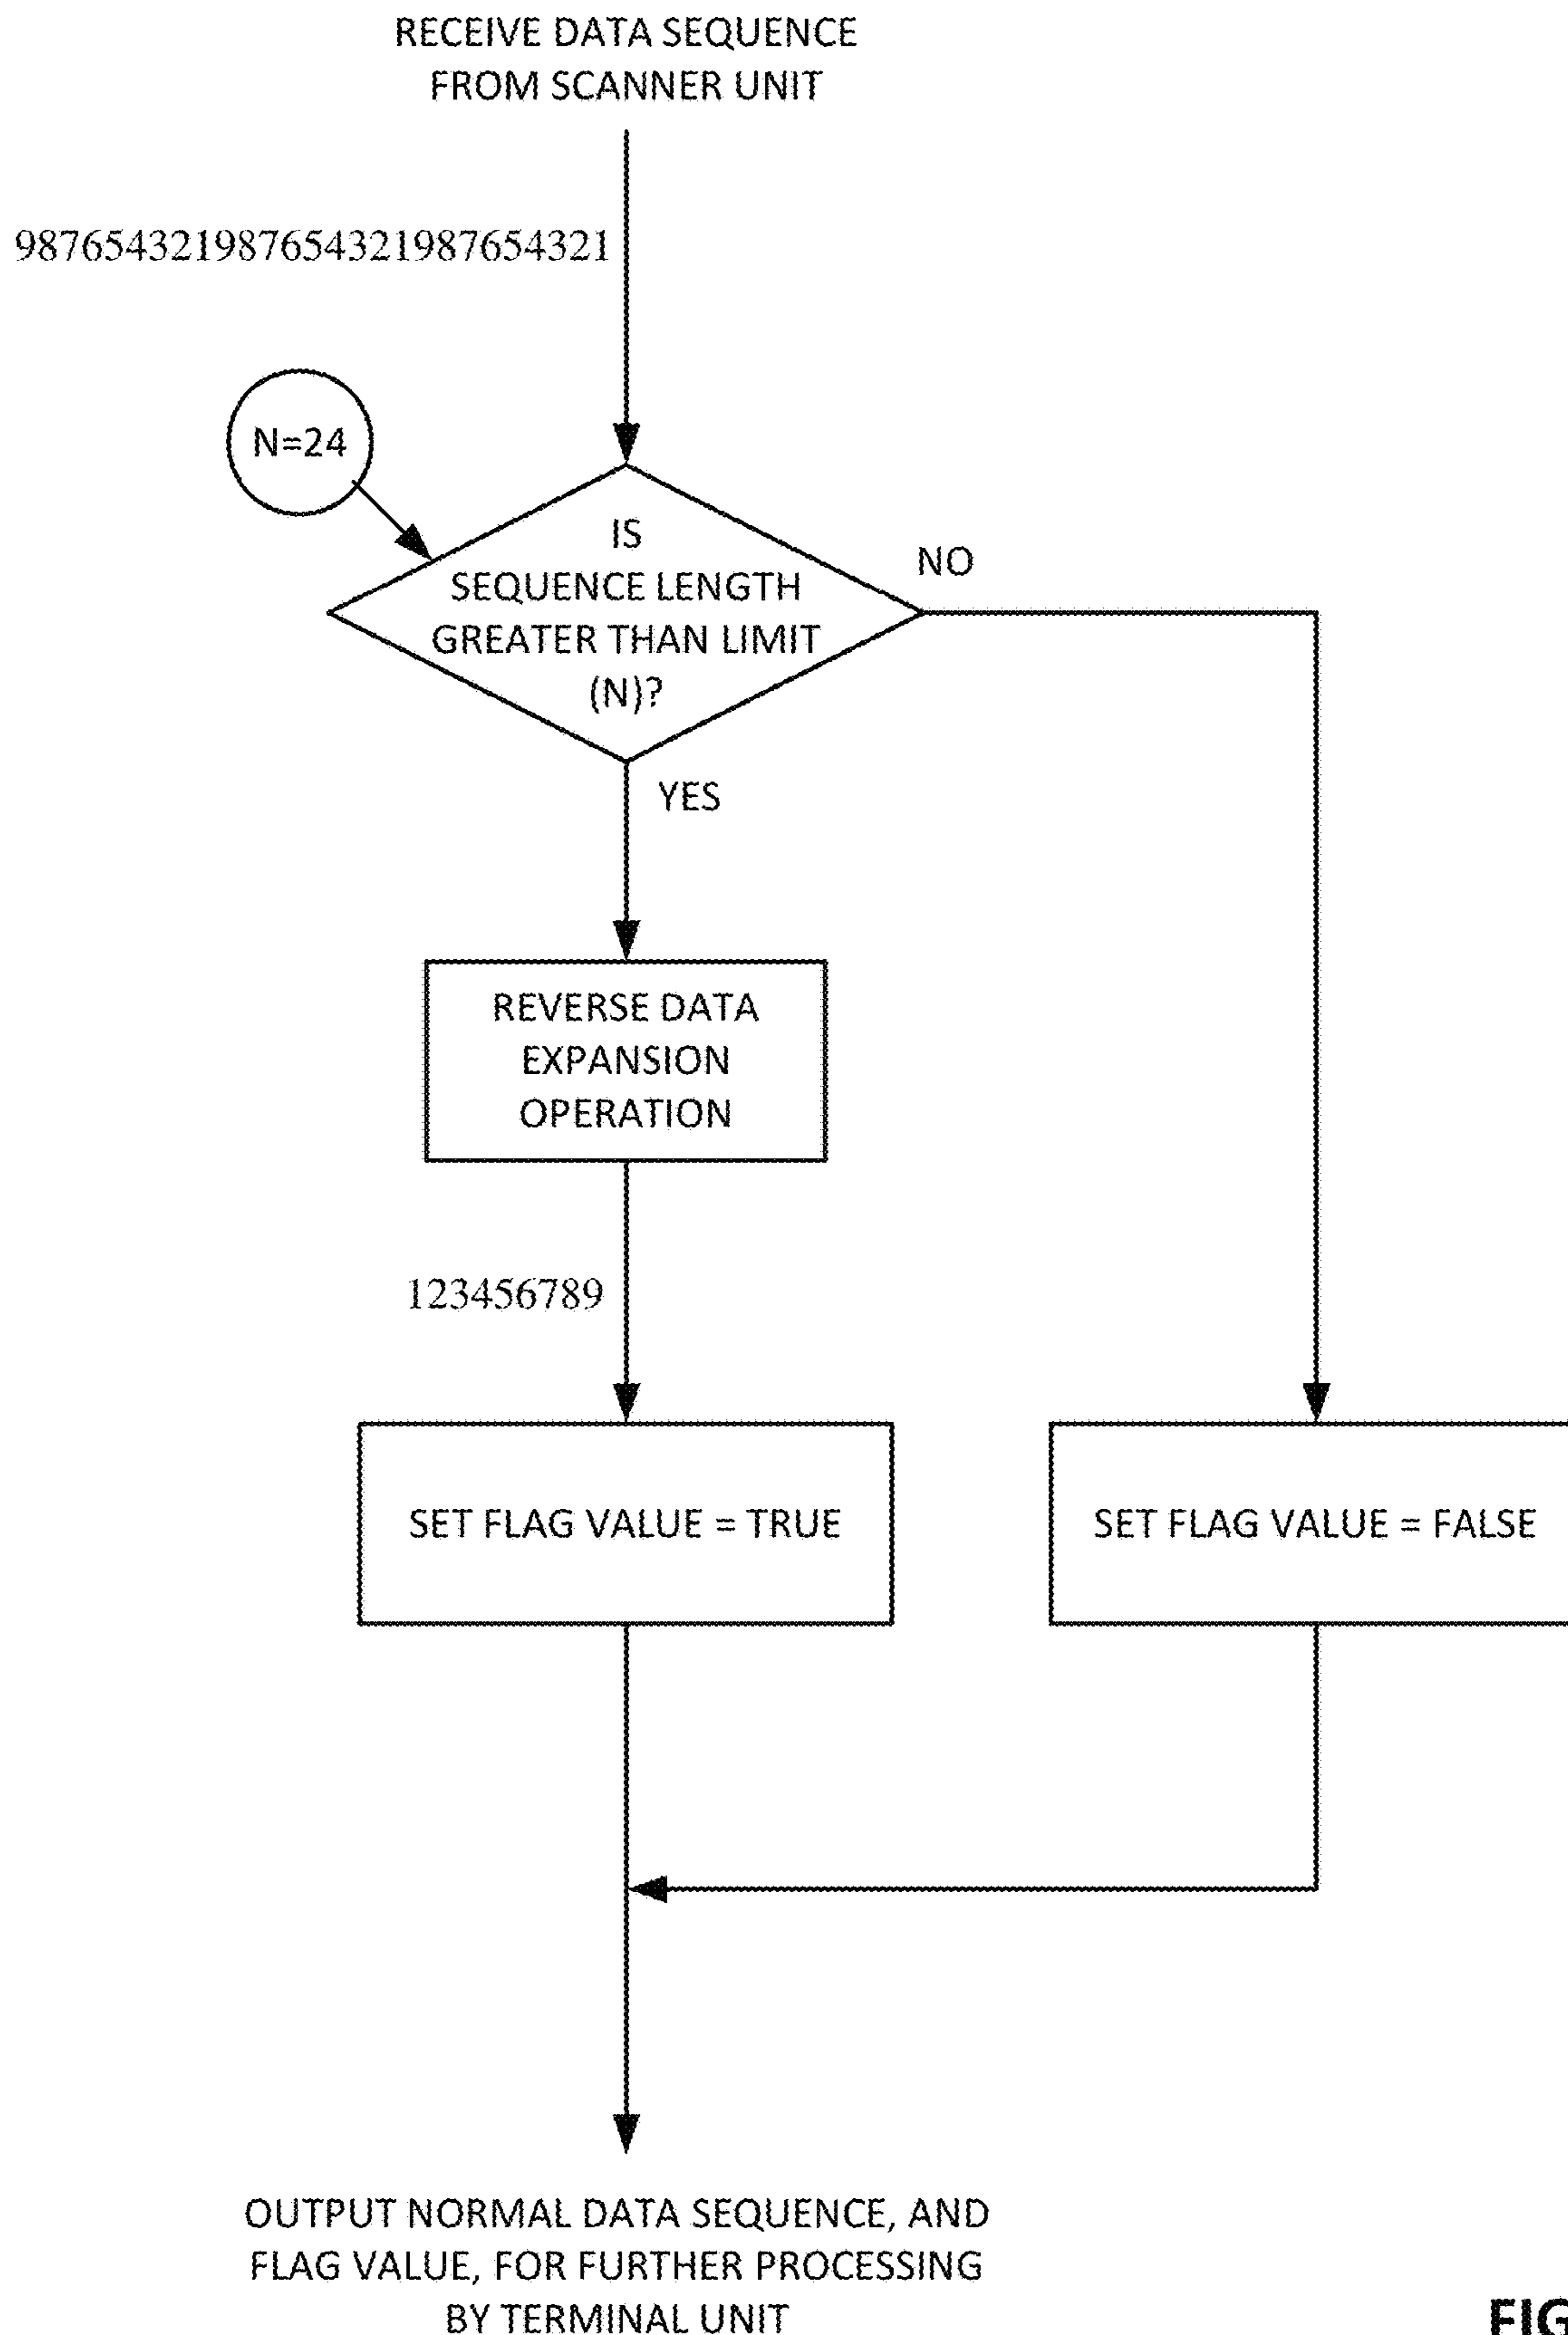 RECEIVE DATA SEQUENCE
FROM SCANNER UNIT
987654321987654321987654321
N=24
IS
SEQUENCE LENGTH
GREATER THAN LIMIT
(N)?
NO
YES
REVERSE DATA
EXPANSION
OPERATION
123456789
SET FLAG VALUE = TRUE
SET FLAG VALUE = FALSE
OUTPUT NORMAL DATA SEQUENCE, AND
FLAG VALUE, FOR FURTHER PROCESSING
BY TERMINAL UNIT
FIG